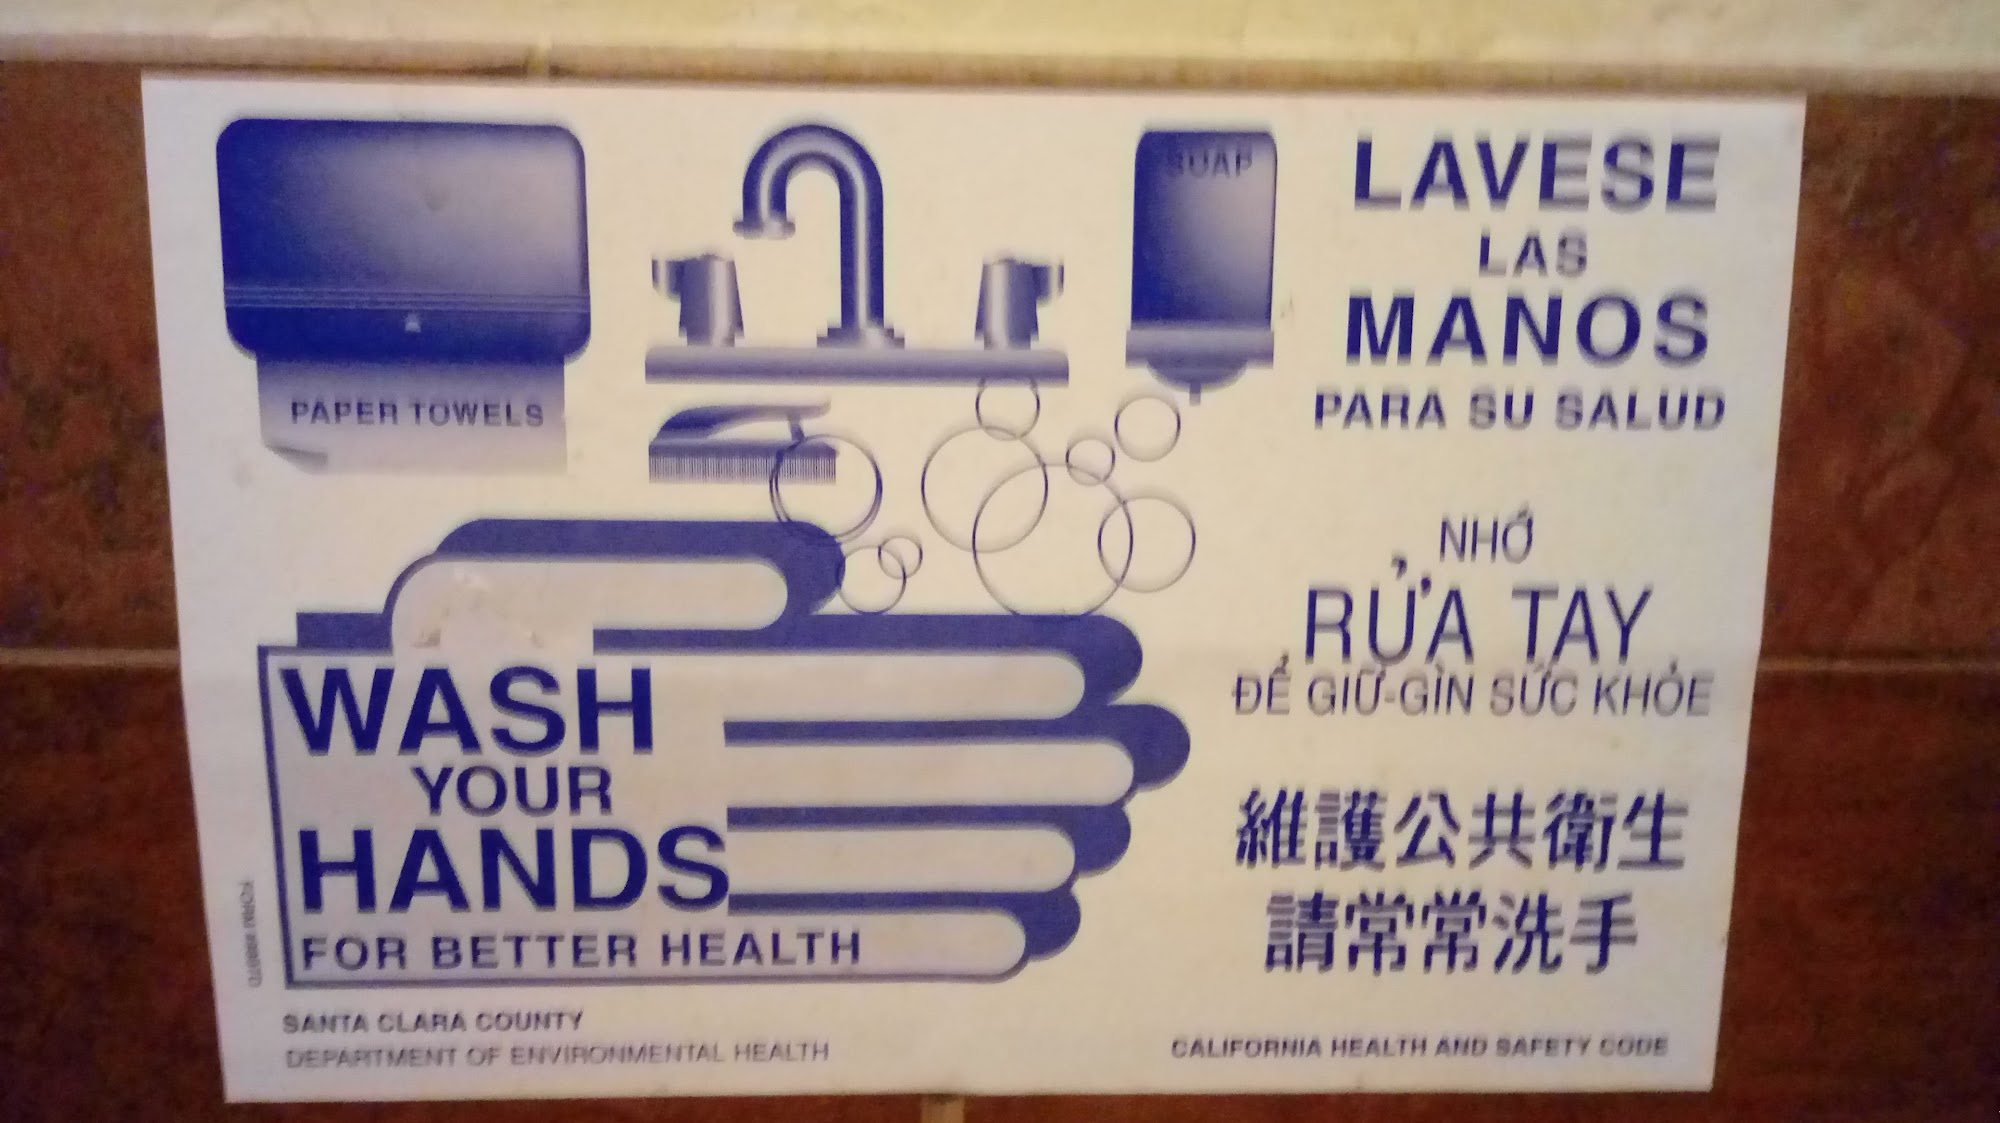 PAPER TOWELS
SOAP
LAVESE
LAS
MANOS
PARA SU SALUD
NHỚ
RỬA TAY
ĐỂ GIỮ-GÌN SỨC KHỎE
維護公共衛生
請常常洗手
WASH
YOUR
HANDS
FOR BETTER HEALTH
SANTA CLARA COUNTY
DEPARTMENT OF ENVIRONMENTAL HEALTH
CALIFORNIA HEALTH AND SAFETY CODE
FORM